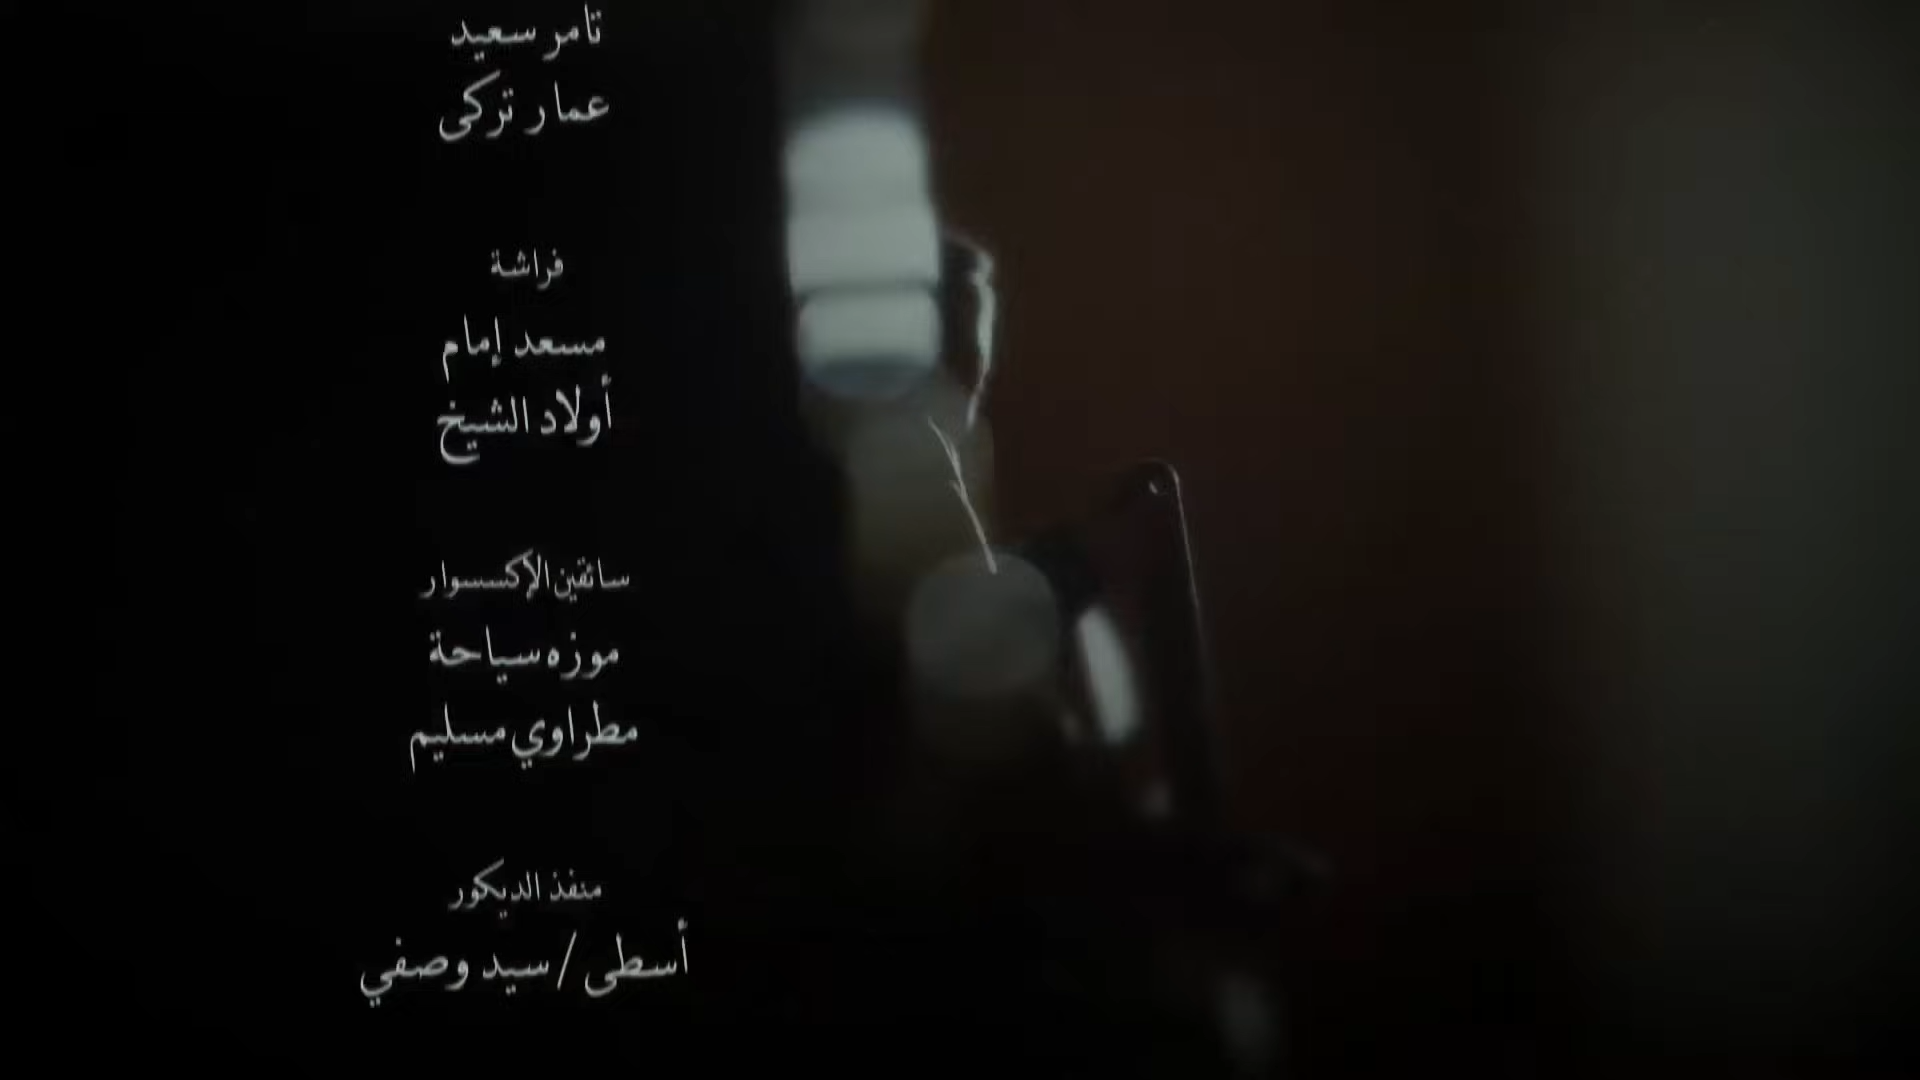 تامر سعيد
عمار تركى
فراشة
مسعد إمام
أولاد الشيخ
سائقين الإكسسوار
موزه سياحة
مطراوي مسليم
منفذ الديكور
أسطى / سيد وصفي